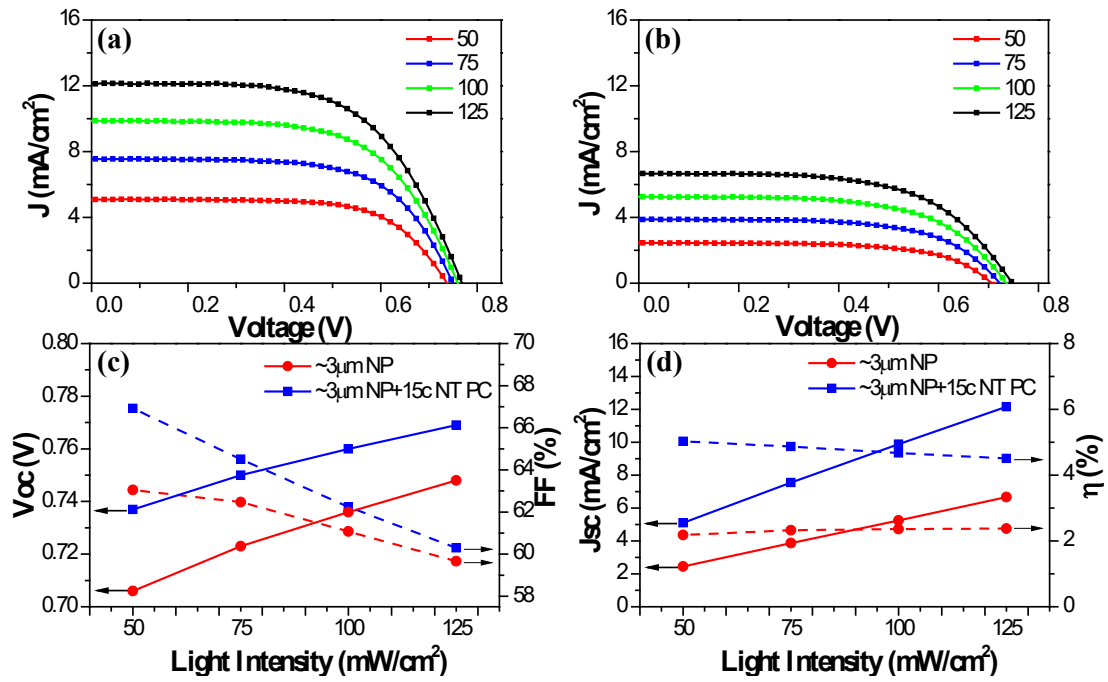 (a)
50
75
100
125
16
12
8
4
0
J (mA/cm²)
0.0 0.2 0.4 0.6 0.8
Voltage (V)
(b)
50
75
100
125
16
12
8
4
0
J (mA/cm²)
0.0 0.2 0.4 0.6 0.8
Voltage (V)
(c)
~3μm NP
~3μm NP+15c NT PC
0.80
0.78
0.76
0.74
0.72
0.70
Voc (V)
70
68
66
64
62
60
58
FF (%)
50 75 100 125
Light Intensity (mW/cm²)
(d)
~3μm NP
~3μm NP+15c NT PC
16
14
12
10
8
6
4
2
0
Jsc (mA/cm²)
8
6
4
2
0
η (%)
50 75 100 125
Light Intensity (mW/cm²)